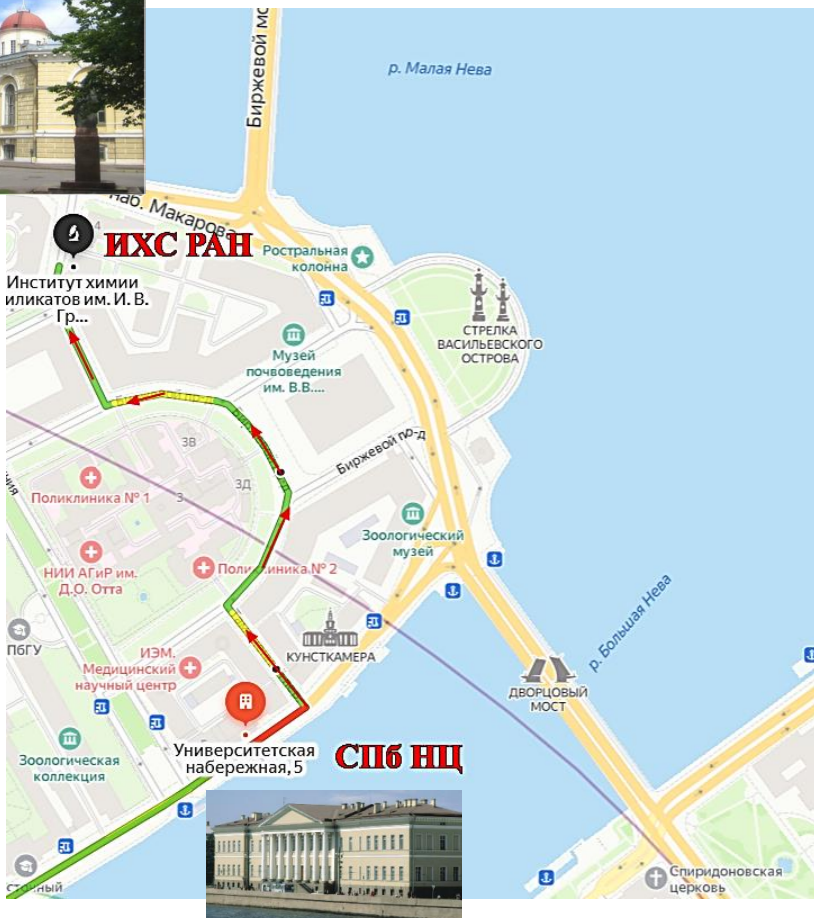 Биржевой мо
р. Малая Нева
наб. Макарова
4
ИХС РАН
Институт химии
иликатов им. И. В.
Гр...
Ростральная
колонна
СТРЕЛКА
ВАСИЛЬЕВСКОГО
ОСТРОВА
Музей
почвоведения
им. В.В....
Биржевой пр-д
3В
3
3Д
Поликлиника № 1
Зоологический
музей
НИИ АГиР им.
Д.О. Отта
Поликлиника № 2
р. Большая Нева
ПбГУ
ИЭМ.
Медицинский
научный центр
КУНСТКАМЕРА
ДВОРЦОВЫЙ
МОСТ
Зоологическая
коллекция
Университетская
набережная, 5
СПб НЦ
Спиридоновская
церковь